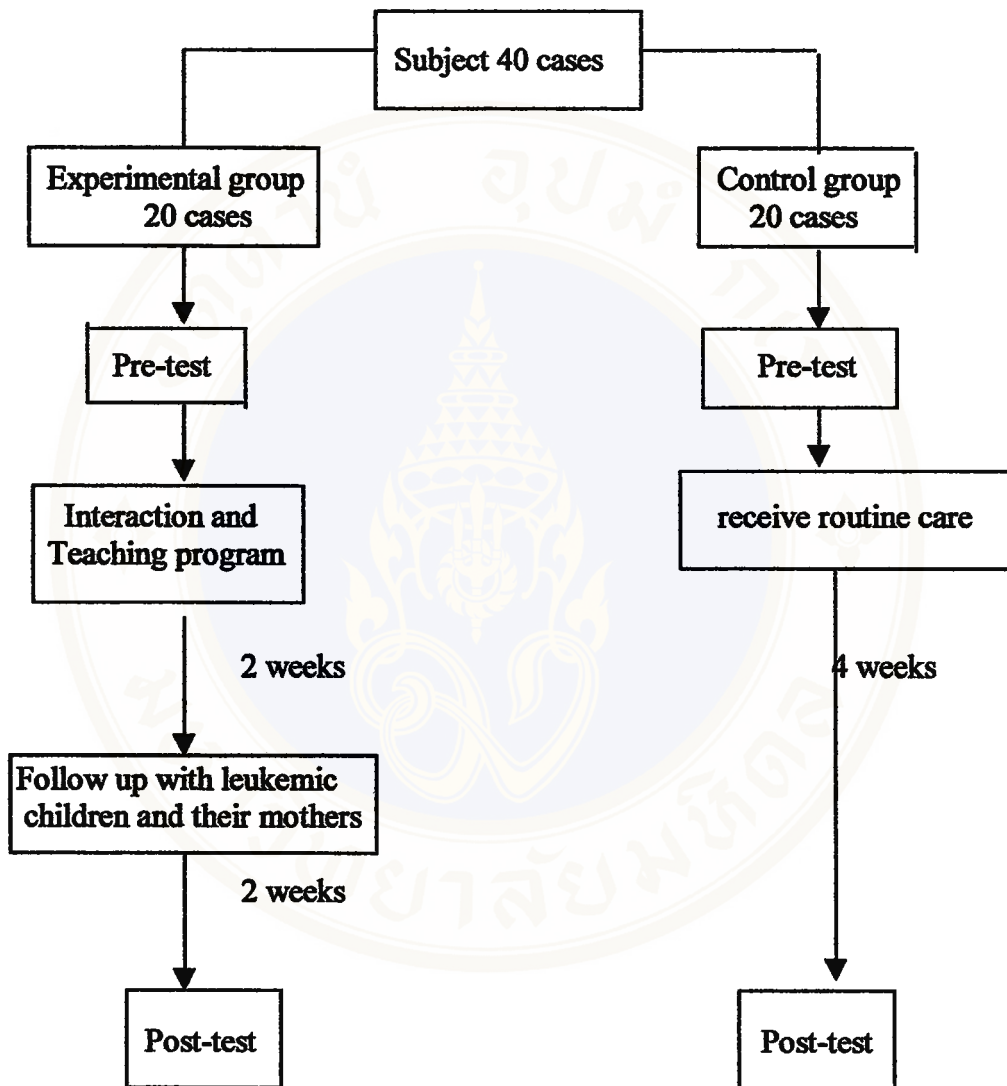 Subject 40 cases
Experimental group
20 cases
Control group
20 cases
Pre-test
Pre-test
Interaction and
Teaching program
receive routine care
2 weeks
4 weeks
Follow up with leukemic
children and their mothers
2 weeks
Post-test
Post-test